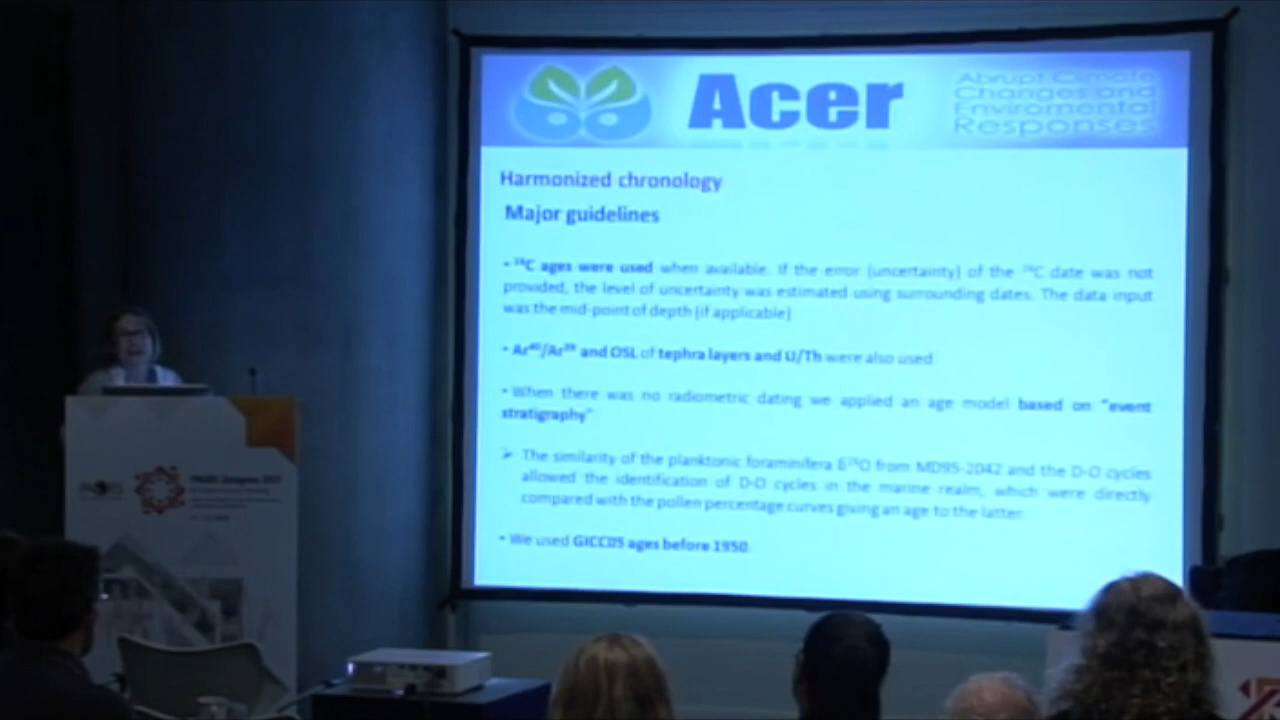 Acer
Abrupt Climate
Changes and
Enviromental
Responses
Harmonized chronology
Major guidelines
• ¹⁴C ages were used when available. If the error (uncertainty) of the ¹⁴C date was not
provided, the level of uncertainty was estimated using surrounding dates. The data input
was the mid-point of depth (if applicable)
• Ar⁴⁰/Ar³⁹ and OSL of tephra layers and U/Th were also used
• When there was no radiometric dating we applied an age model based on "event
stratigraphy"
➢ The similarity of the planktonic foraminifera δ¹⁸O from MD95-2042 and the D-O cycles
allowed the identification of D-O cycles in the marine realm, which were directly
compared with the pollen percentage curves giving an age to the latter.
• We used GICC05 ages before 1950.